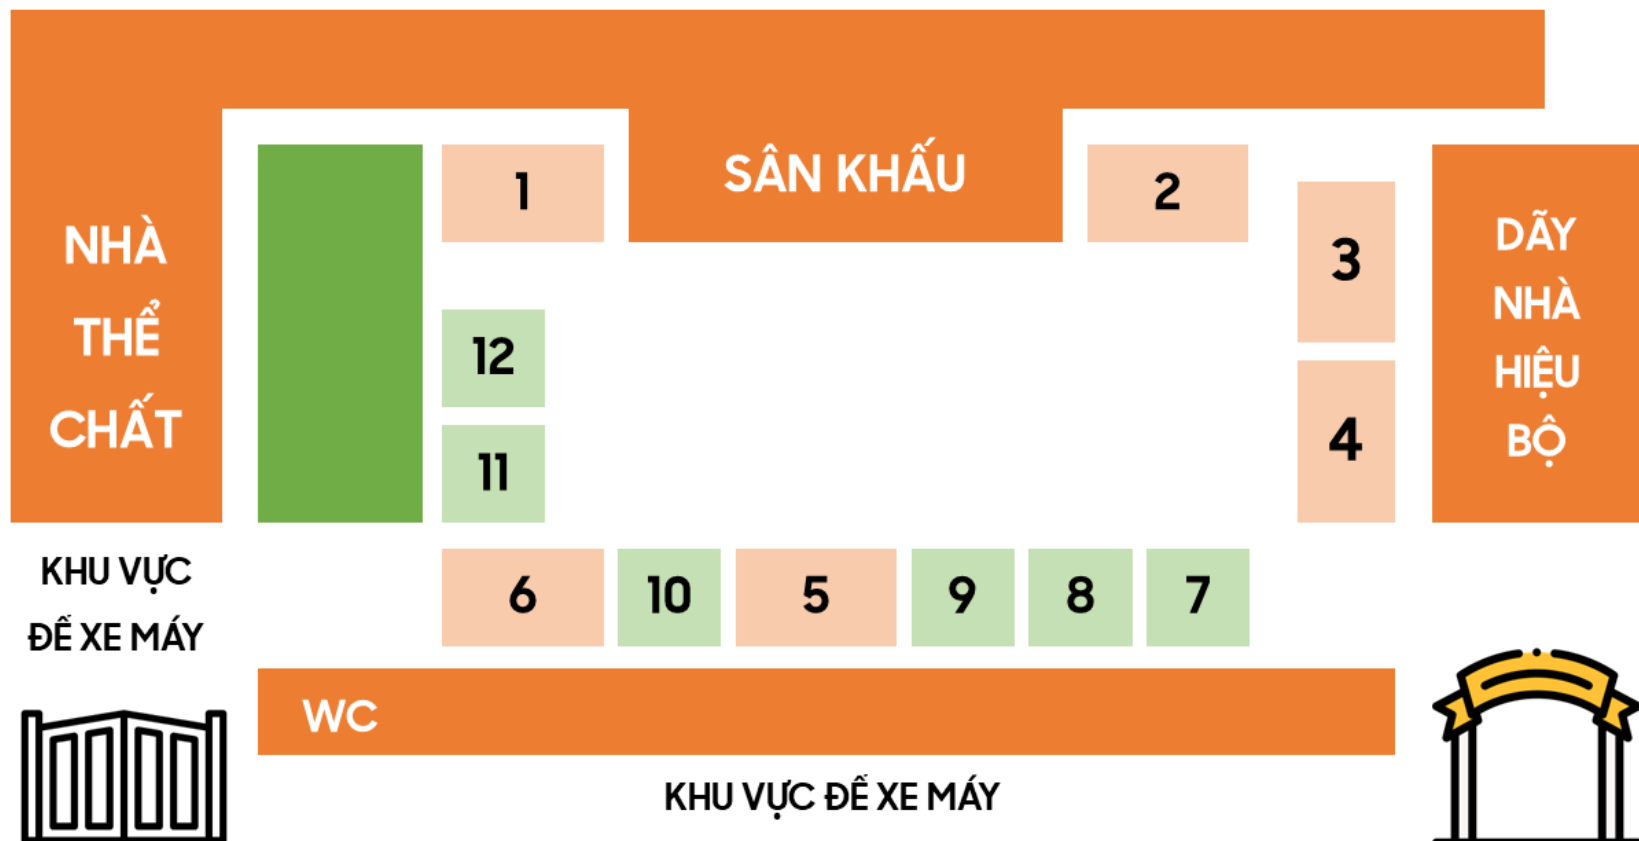 SÂN KHẤU
1
2
NHÀ
THỂ
CHẤT
3
DÃY
NHÀ
HIỆU
BỘ
12
11
4
6
10
5
9
8
7
KHU VỰC
ĐỂ XE MÁY
WC
KHU VỰC ĐỂ XE MÁY